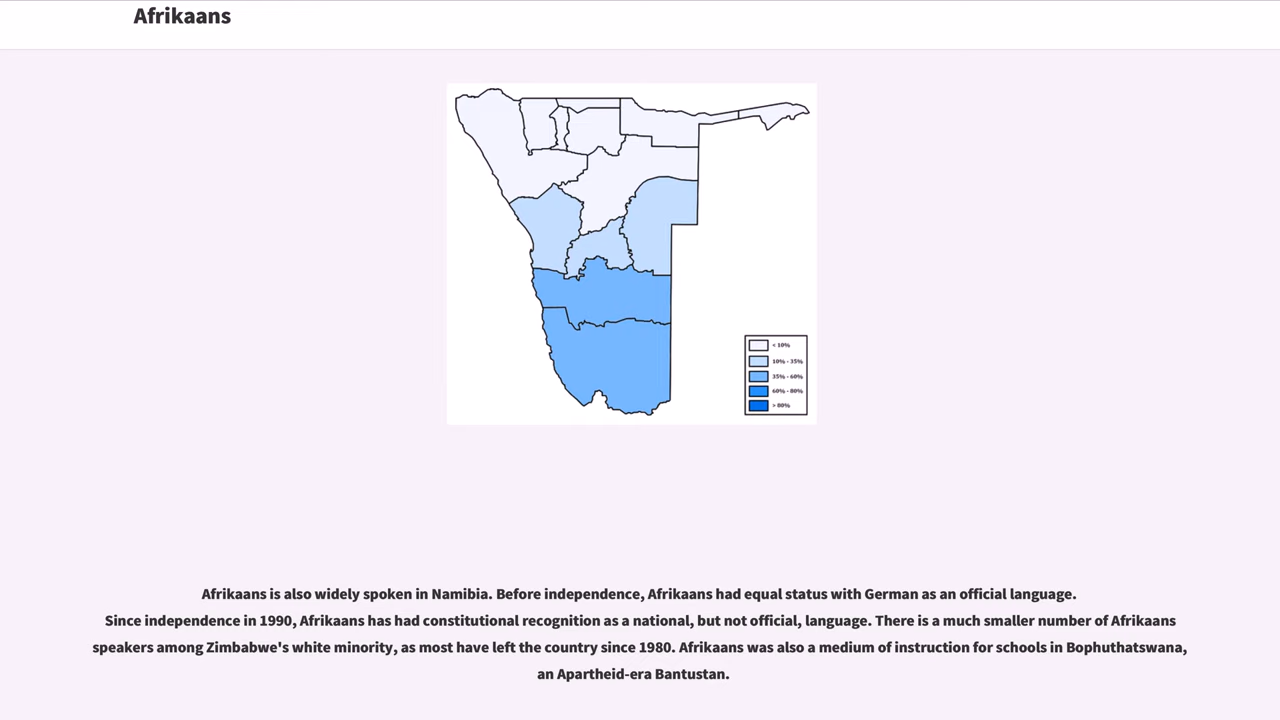 Afrikaans
< 10%
10% - 35%
35% - 60%
60% - 80%
> 80%
Afrikaans is also widely spoken in Namibia. Before independence, Afrikaans had equal status with German as an official language.
Since independence in 1990, Afrikaans has had constitutional recognition as a national, but not official, language. There is a much smaller number of Afrikaans
speakers among Zimbabwe's white minority, as most have left the country since 1980. Afrikaans was also a medium of instruction for schools in Bophuthatswana,
an Apartheid-era Bantustan.